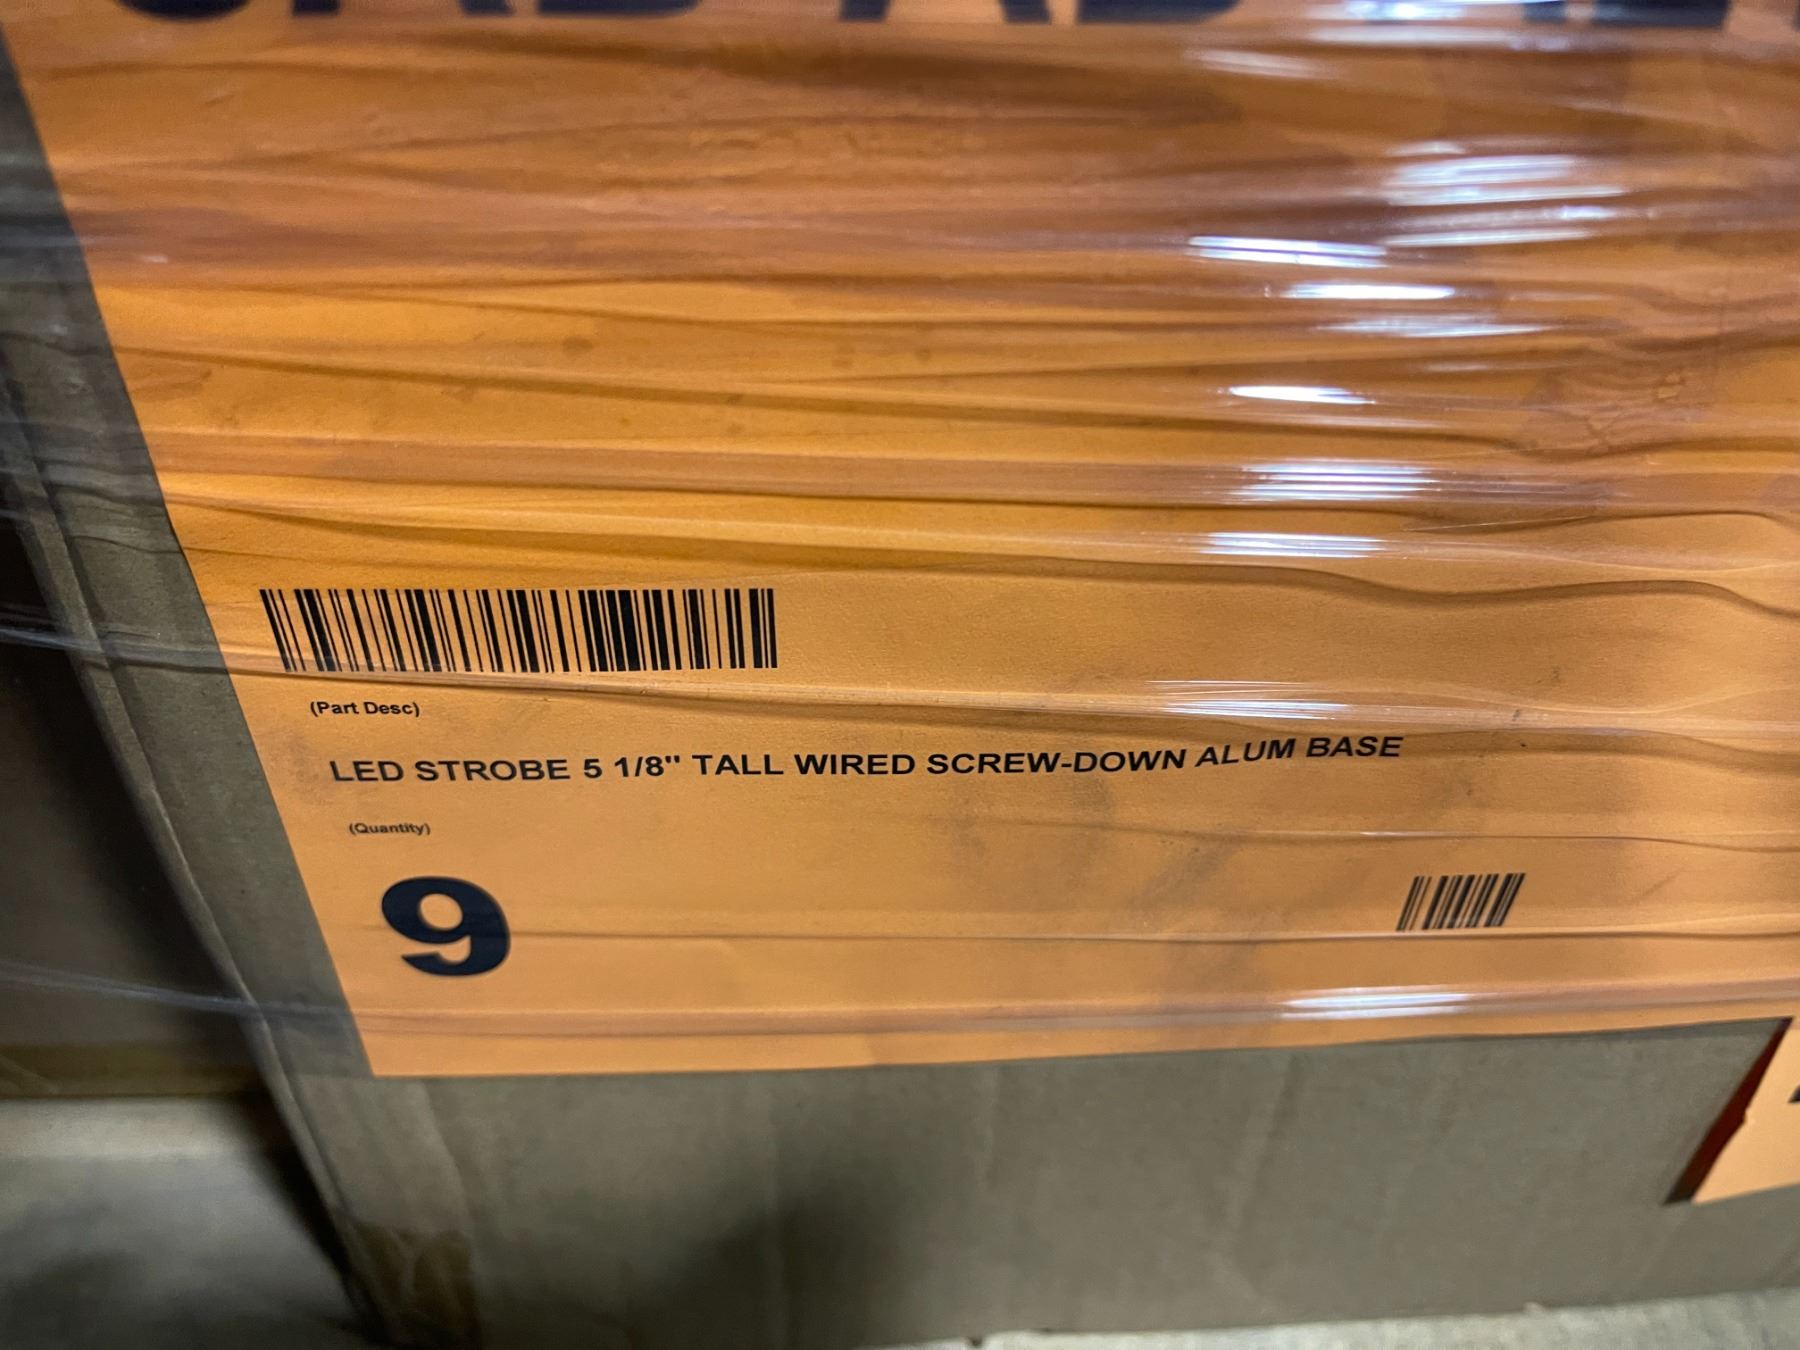 (Part Desc)
LED STROBE 5 1/8" TALL WIRED SCREW-DOWN ALUM BASE
(Quantity)
9